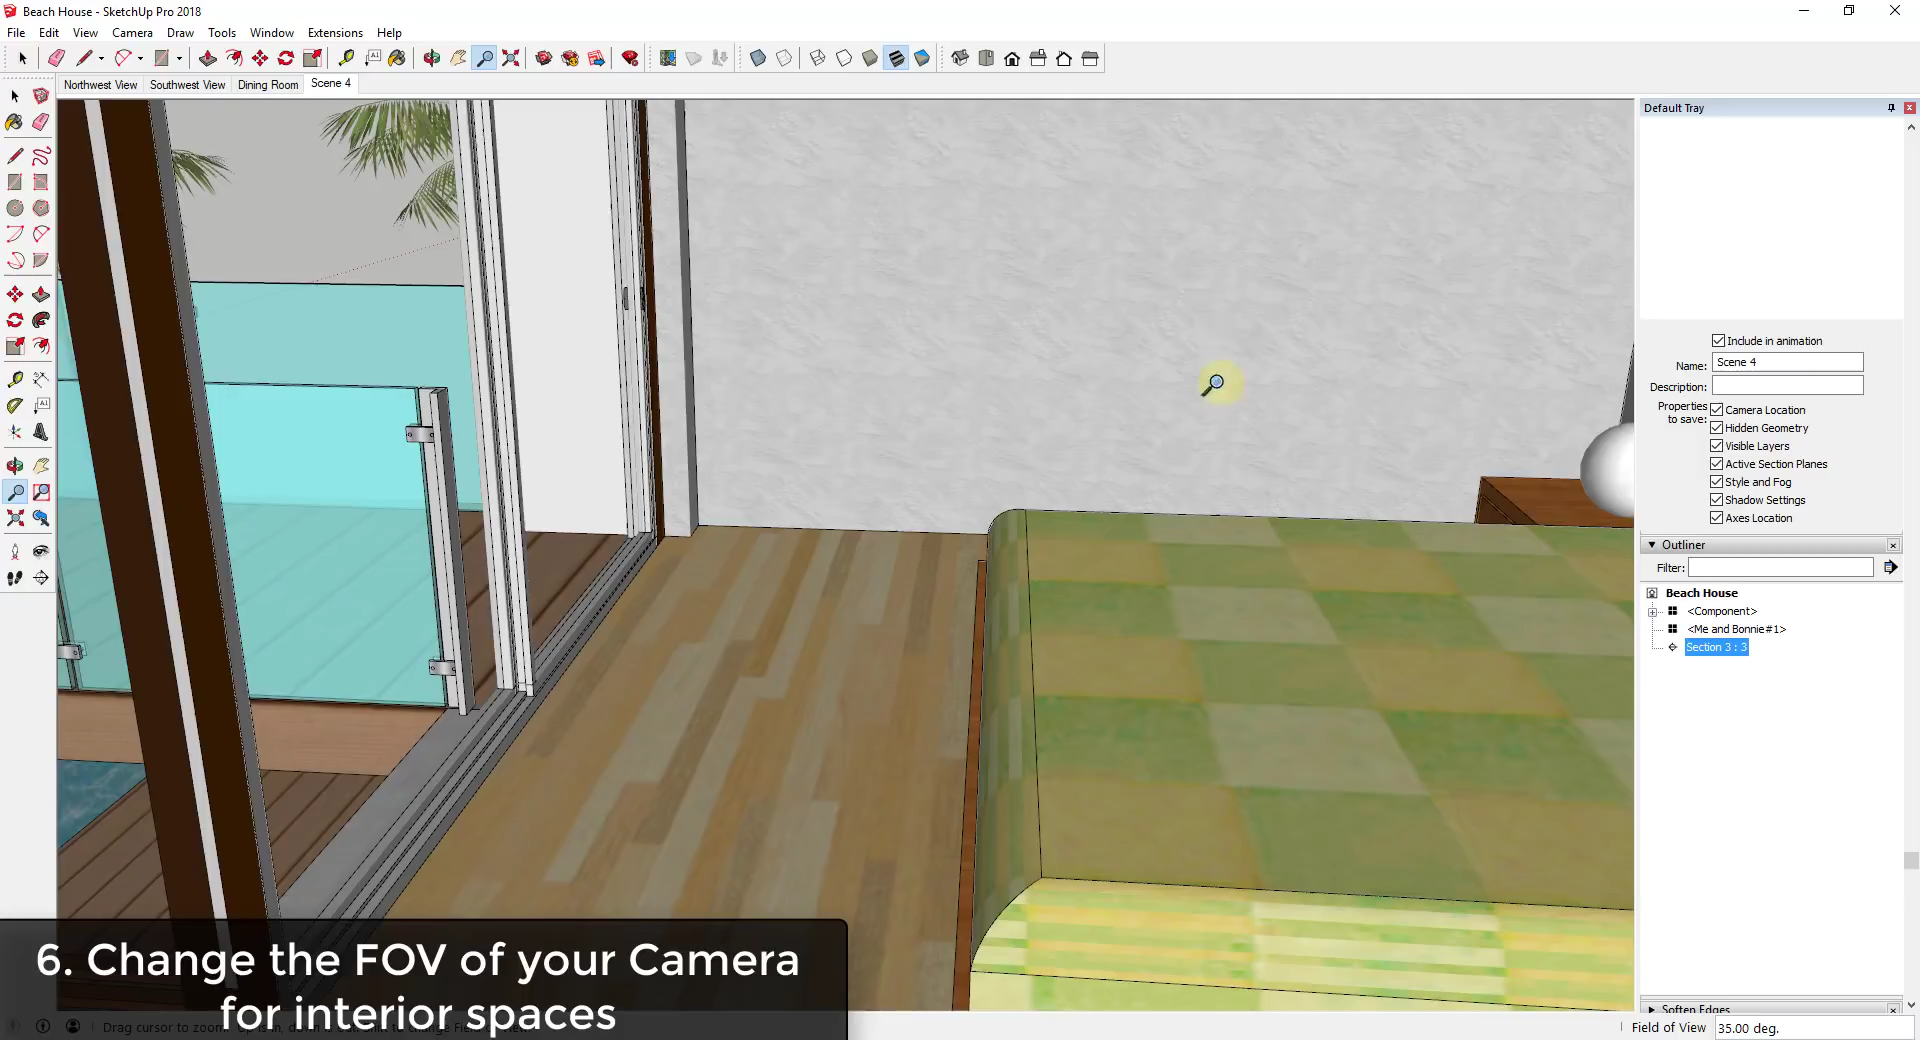 Beach House - SketchUp Pro 2018
File Edit View Camera Draw Tools Window Extensions Help
Northwest View Southwest View Dining Room Scene 4
Default Tray
Include in animation
Name: Scene 4
Description:
Properties to save:
Camera Location
Hidden Geometry
Visible Layers
Active Section Planes
Style and Fog
Shadow Settings
Axes Location
Outliner
Filter:
Beach House
<Component>
<Me and Bonnie#1>
Section 3 : 3
Soften Edges
6. Change the FOV of your Camera
for interior spaces
Drag cursor to zoom.
Field of View 35.00 deg.